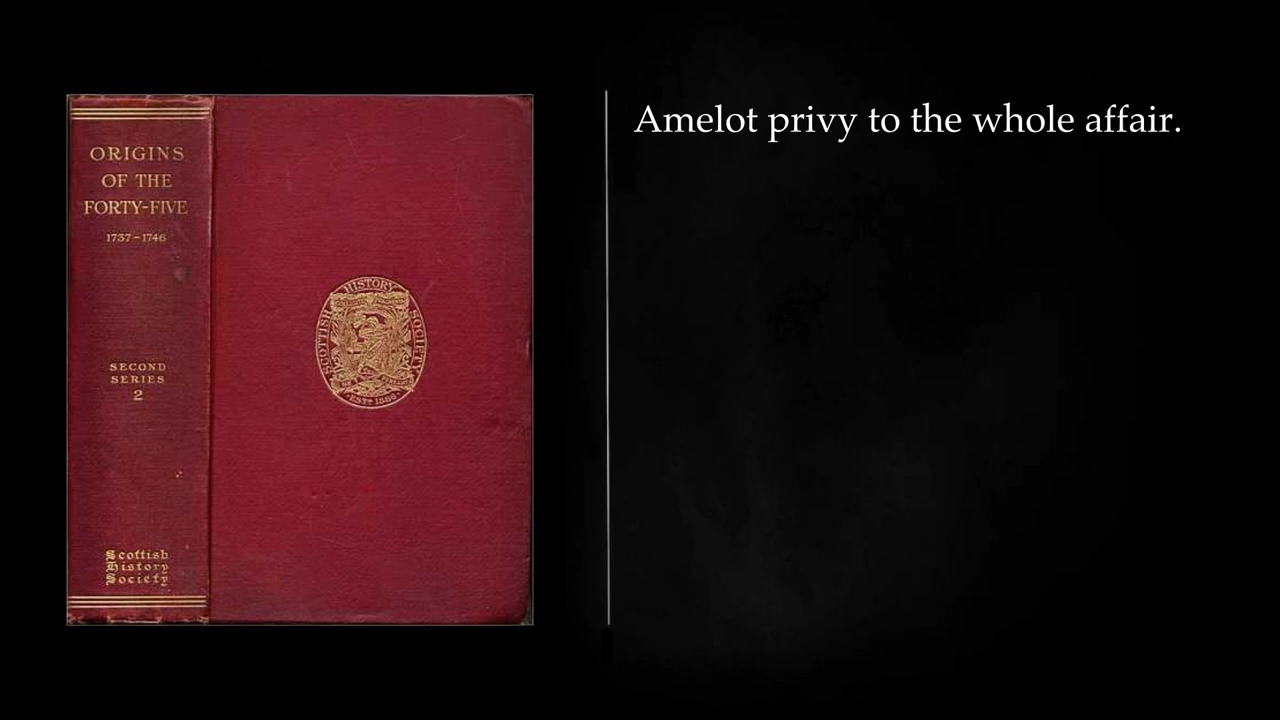 ORIGINS
OF THE
FORTY-FIVE
1737-1746
SECOND
SERIES
2
Scottish
History
Society
SCOTTISH HISTORY SOCIETY
ESTD 1886
Amelot privy to the whole affair.